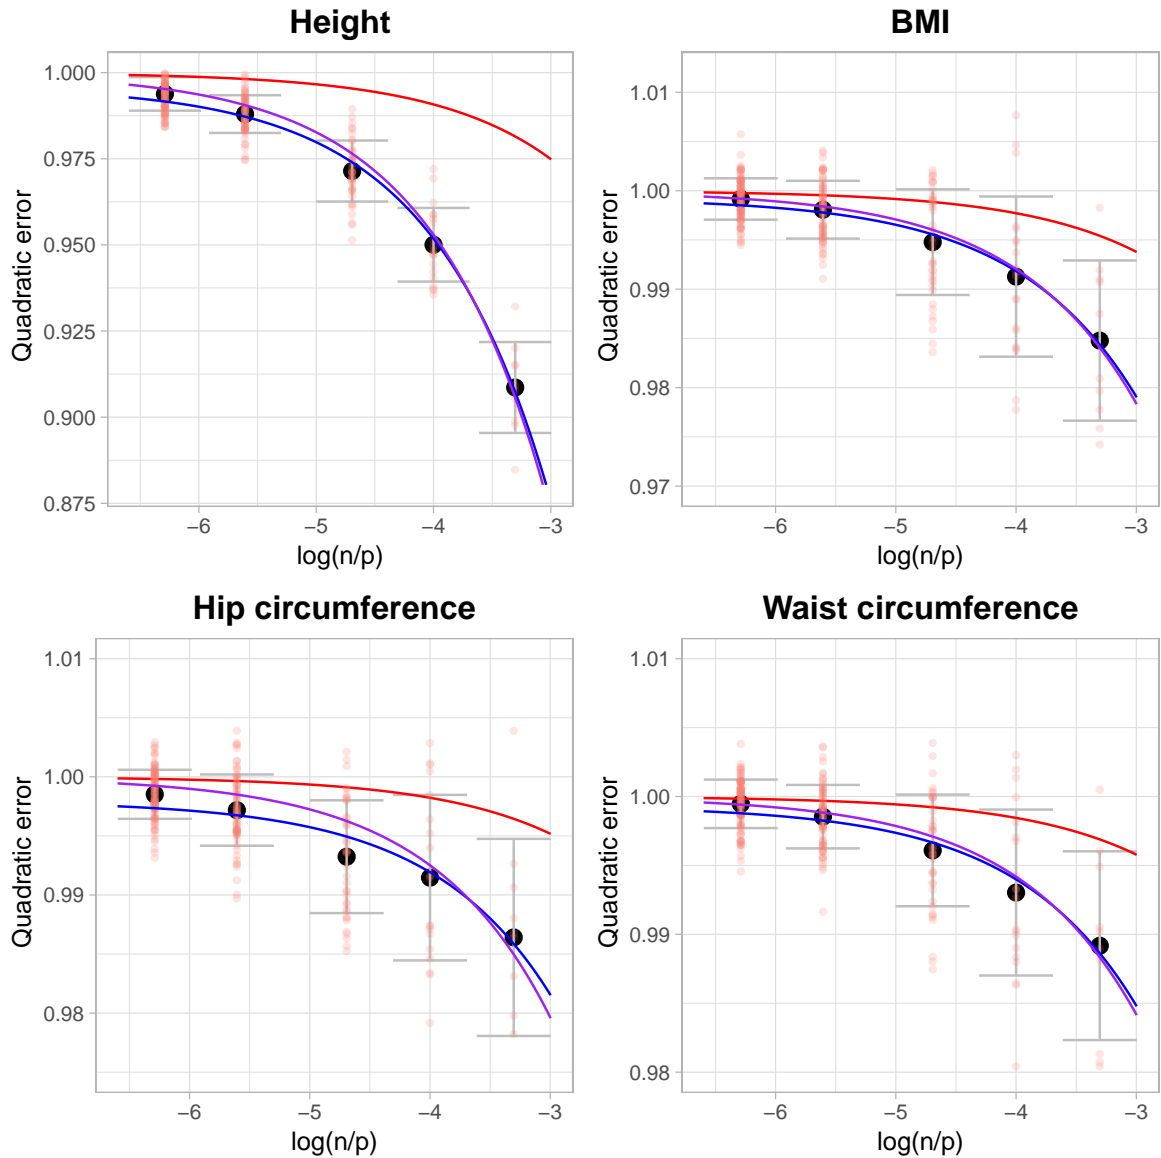 Height
1.000
0.975
0.950
0.925
0.900
0.875
Quadratic error
−6
−5
−4
−3
log(n/p)
BMI
1.01
1.00
0.99
0.98
0.97
Quadratic error
−6
−5
−4
−3
log(n/p)
Hip circumference
1.01
1.00
0.99
0.98
Quadratic error
−6
−5
−4
−3
log(n/p)
Waist circumference
1.01
1.00
0.99
0.98
Quadratic error
−6
−5
−4
−3
log(n/p)